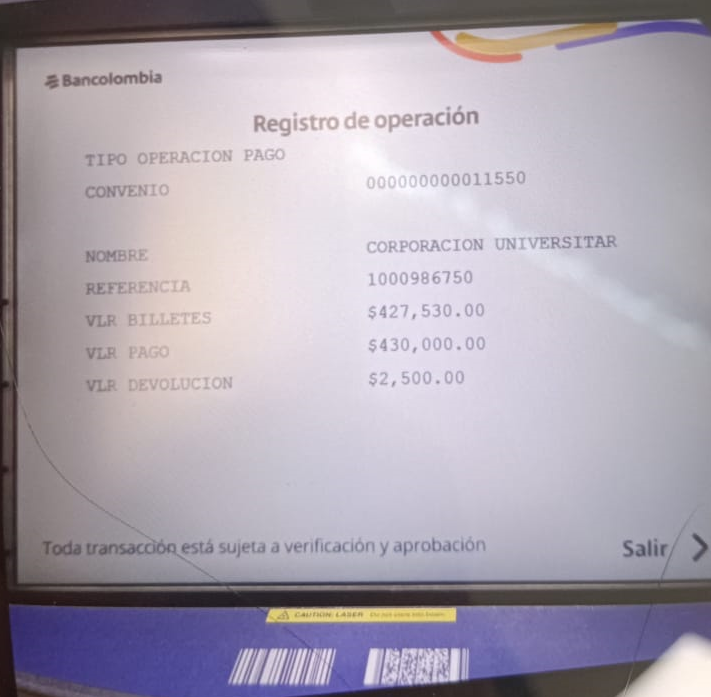 Bancolombia
Registro de operación
TIPO OPERACION PAGO
CONVENIO 000000000011550
NOMBRE CORPORACION UNIVERSITAR
REFERENCIA 1000986750
VLR BILLETES $427,530.00
VLR PAGO $430,000.00
VLR DEVOLUCION $2,500.00
Toda transacción está sujeta a verificación y aprobación
Salir
CAUTION: LASER